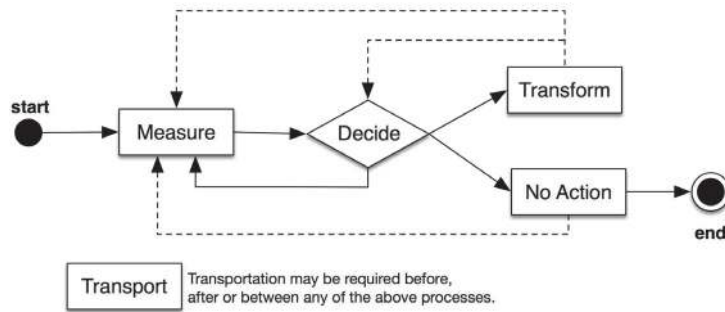 start
Measure
Decide
Transform
No Action
end
Transport
Transportation may be required before,
after or between any of the above processes.